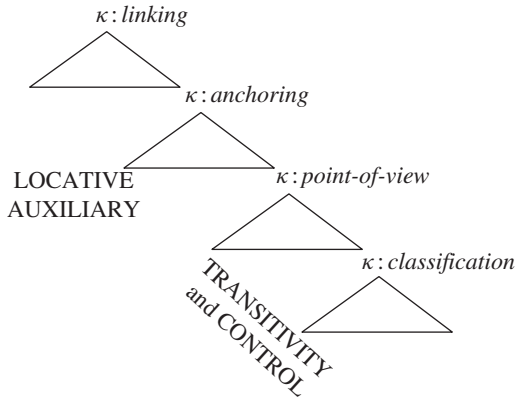 κ:linking
κ:anchoring
LOCATIVE
AUXILIARY
κ:point-of-view
κ:classification
TRANSITIVITY
and CONTROL